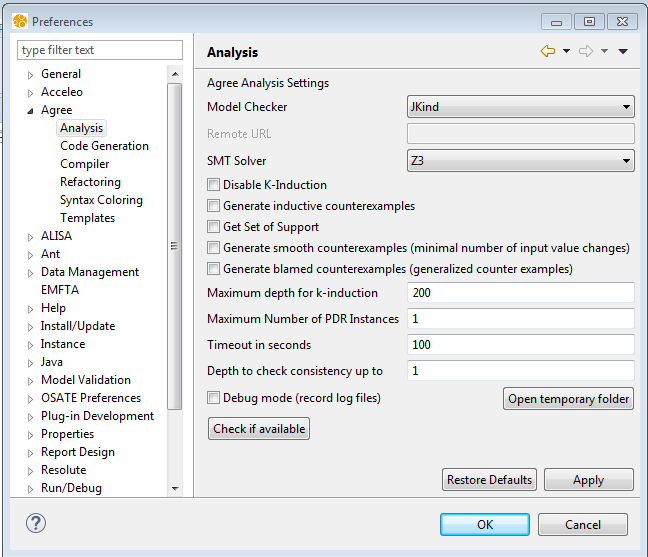 Preferences
type filter text
General
Acceleo
Agree
Analysis
Code Generation
Compiler
Refactoring
Syntax Coloring
Templates
ALISA
Ant
Data Management
EMFTA
Help
Install/Update
Instance
Java
Model Validation
OSATE Preferences
Plug-in Development
Properties
Report Design
Resolute
Run/Debug
Analysis
Agree Analysis Settings
Model Checker JKind
Remote URL
SMT Solver Z3
Disable K-Induction
Generate inductive counterexamples
Get Set of Support
Generate smooth counterexamples (minimal number of input value changes)
Generate blamed counterexamples (generalized counter examples)
Maximum depth for k-induction 200
Maximum Number of PDR Instances 1
Timeout in seconds 100
Depth to check consistency up to 1
Debug mode (record log files) Open temporary folder
Check if available
Restore Defaults Apply
? OK Cancel